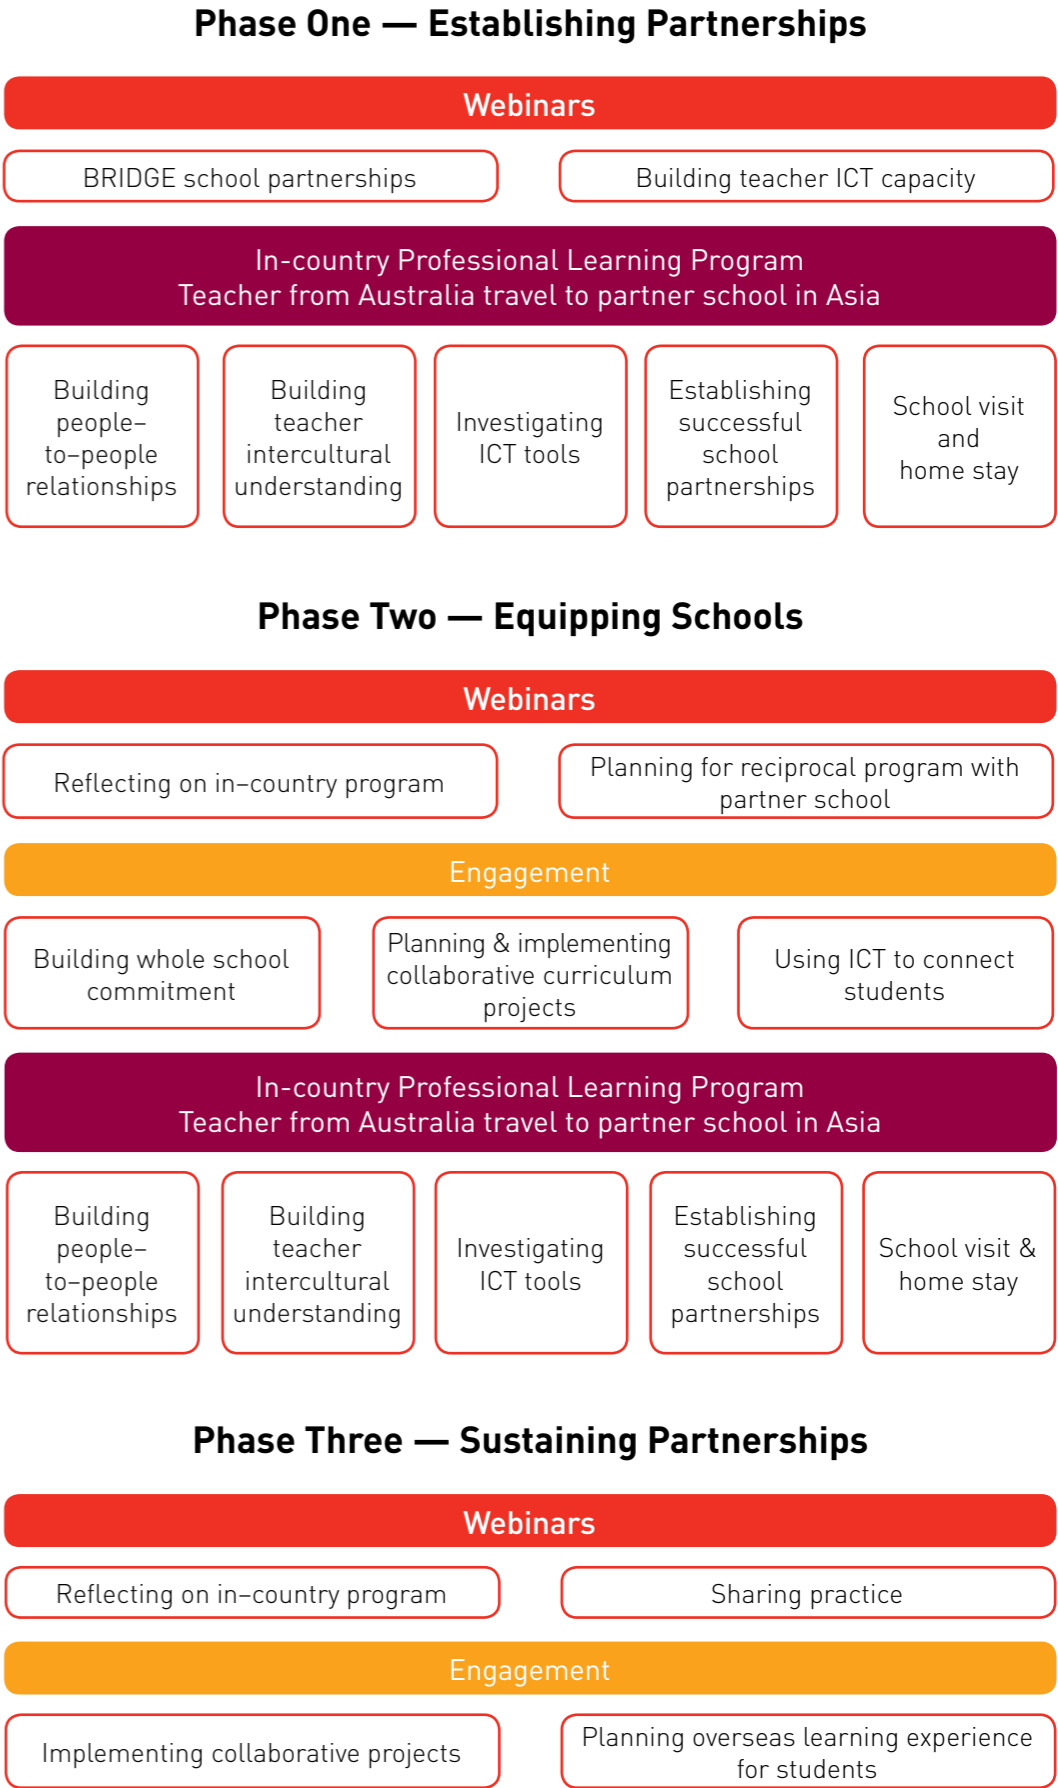 Phase One — Establishing Partnerships
Webinars
BRIDGE school partnerships
Building teacher ICT capacity
In-country Professional Learning Program
Teacher from Australia travel to partner school in Asia
Building
people–
to–people
relationships
Building
teacher
intercultural
understanding
Investigating
ICT tools
Establishing
successful
school
partnerships
School visit
and
home stay
Phase Two — Equipping Schools
Webinars
Reflecting on in–country program
Planning for reciprocal program with
partner school
Engagement
Building whole school
commitment
Planning & implementing
collaborative curriculum
projects
Using ICT to connect
students
In-country Professional Learning Program
Teacher from Australia travel to partner school in Asia
Building
people–
to–people
relationships
Building
teacher
intercultural
understanding
Investigating
ICT tools
Establishing
successful
school
partnerships
School visit &
home stay
Phase Three — Sustaining Partnerships
Webinars
Reflecting on in–country program
Sharing practice
Engagement
Implementing collaborative projects
Planning overseas learning experience
for students